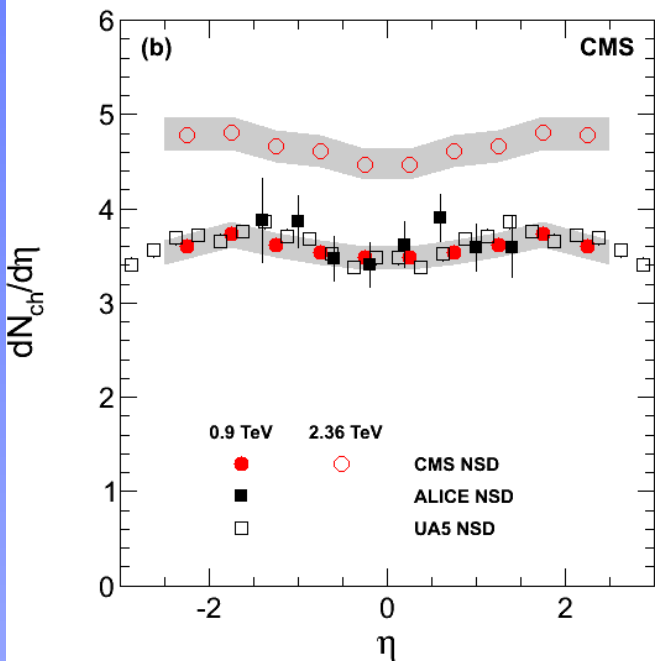 (b) CMS
6
5
4
3
2
1
0
dN_ch/dη
0.9 TeV 2.36 TeV
CMS NSD
ALICE NSD
UA5 NSD
-2 0 2
η